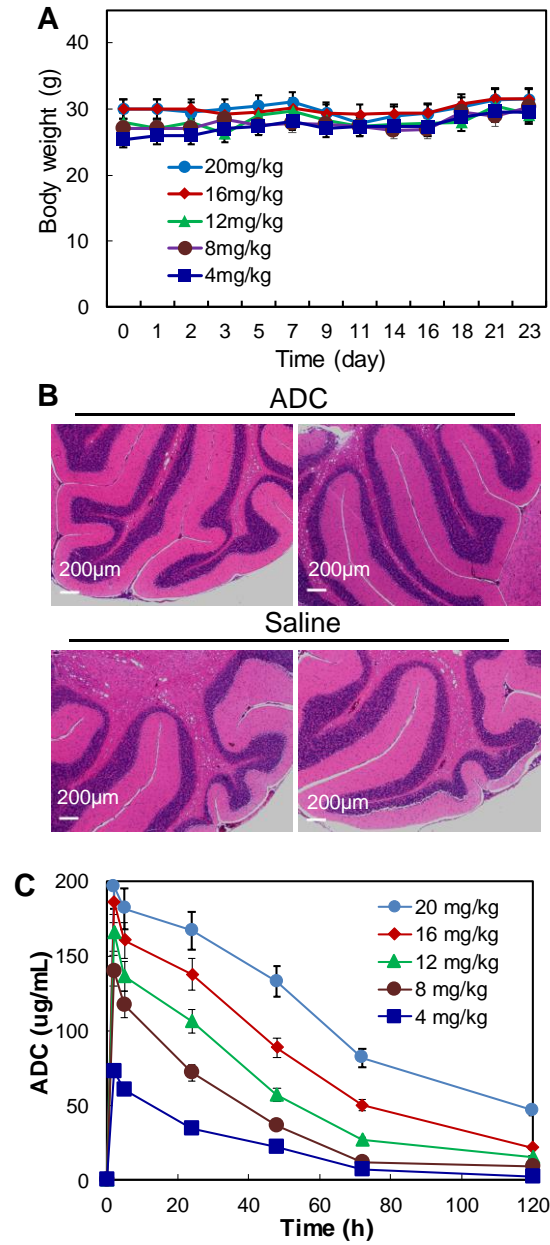 A
Body weight (g)
40
30
20
10
0
20mg/kg
16mg/kg
12mg/kg
8mg/kg
4mg/kg
0 1 2 3 5 7 9 11 14 16 18 21 23
Time (day)
B
ADC
200µm 200µm
Saline
200µm 200µm
C
ADC (ug/mL)
200
150
100
50
0
20 mg/kg
16 mg/kg
12 mg/kg
8 mg/kg
4 mg/kg
0 20 40 60 80 100 120
Time (h)